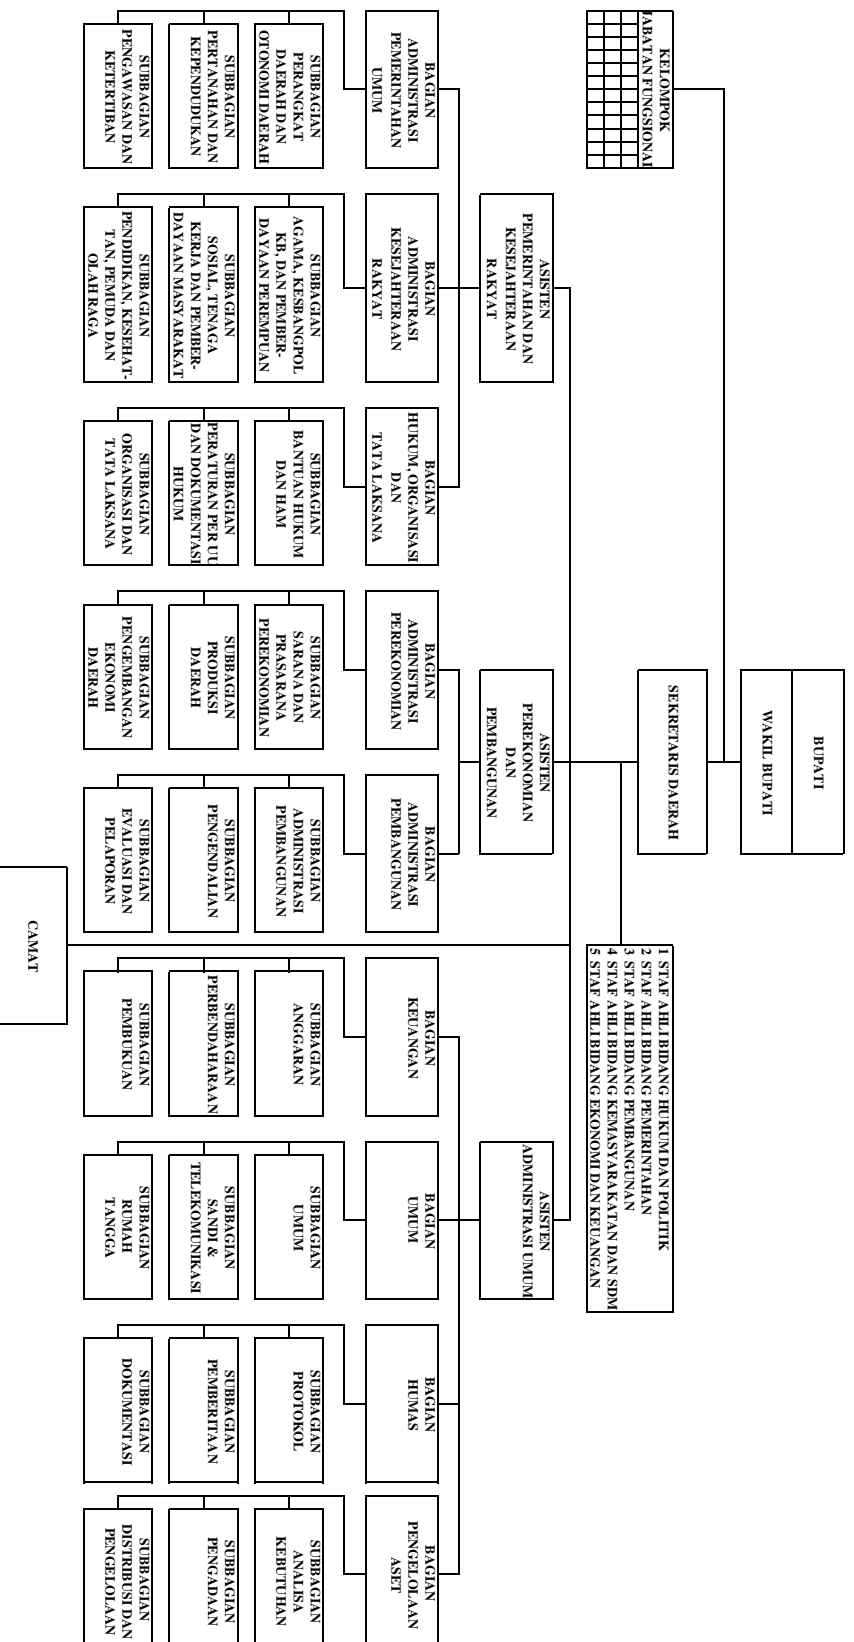 BUPATI
WAKIL BUPATI
SEKRETARIS DAERAH
KELOMPOK
JABATAN FUNGSIONAL
1 STAF AHLI BIDANG HUKUM DAN POLITIK
2 STAF AHLI BIDANG PEMERINTAHAN
3 STAF AHLI BIDANG PEMBANGUNAN
4 STAF AHLI BIDANG KEMASYARAKATAN DAN SDM
5 STAF AHLI BIDANG EKONOMI DAN KEUANGAN
ASISTEN
PEMERINTAHAN DAN
KESEJAHTERAAN
RAKYAT
ASISTEN
PEREKONOMIAN
DAN
PEMBANGUNAN
ASISTEN
ADMINISTRASI UMUM
BAGIAN
ADMINISTRASI
PEMERINTAHAN
UMUM
BAGIAN
ADMINISTRASI
KESEJAHTERAAN
RAKYAT
BAGIAN
HUKUM, ORGANISASI
DAN
TATA LAKSANA
BAGIAN
ADMINISTRASI
PEREKONOMIAN
BAGIAN
ADMINISTRASI
PEMBANGUNAN
BAGIAN
KEUANGAN
BAGIAN
UMUM
BAGIAN
HUMAS
BAGIAN
PENGELOLAAN
ASET
SUBBAGIAN
PERANGKAT
DAERAH DAN
OTONOMI DAERAH
SUBBAGIAN
AGAMA, KESBANGPOL
KB, DAN PEMBER-
DAYAAN PEREMPUAN
SUBBAGIAN
BANTUAN HUKUM
DAN HAM
SUBBAGIAN
SARANA DAN
PRASARANA
PEREKONOMIAN
SUBBAGIAN
ADMINISTRASI
PEMBANGUNAN
SUBBAGIAN
ANGGARAN
SUBBAGIAN
UMUM
SUBBAGIAN
PROTOKOL
SUBBAGIAN
ANALISA
KEBUTUHAN
SUBBAGIAN
PERTANAHAN DAN
KEPENDUDUKAN
SUBBAGIAN
SOSIAL, TENAGA
KERJA DAN PEMBER-
DAYAAN MASYARAKAT
SUBBAGIAN
PERATURAN PER UU
DAN DOKUMENTASI
HUKUM
SUBBAGIAN
PRODUKSI
DAERAH
SUBBAGIAN
PENGENDALIAN
SUBBAGIAN
PERBENDAHARAAN
SUBBAGIAN
SANDI &
TELEKOMUNIKASI
SUBBAGIAN
PEMBERITAAN
SUBBAGIAN
PENGADAAN
SUBBAGIAN
PENGAWASAN DAN
KETERTIBAN
SUBBAGIAN
PENDIDIKAN, KESEHAT-
TAN, PEMUDA DAN
OLAH RAGA
SUBBAGIAN
ORGANISASI DAN
TATA LAKSANA
SUBBAGIAN
PENGEMBANGAN
EKONOMI
DAERAH
SUBBAGIAN
EVALUASI DAN
PELAPORAN
SUBBAGIAN
PEMBUKUAN
SUBBAGIAN
RUMAH
TANGGA
SUBBAGIAN
DOKUMENTASI
SUBBAGIAN
DISTRIBUSI DAN
PENGELOLAAN
CAMAT